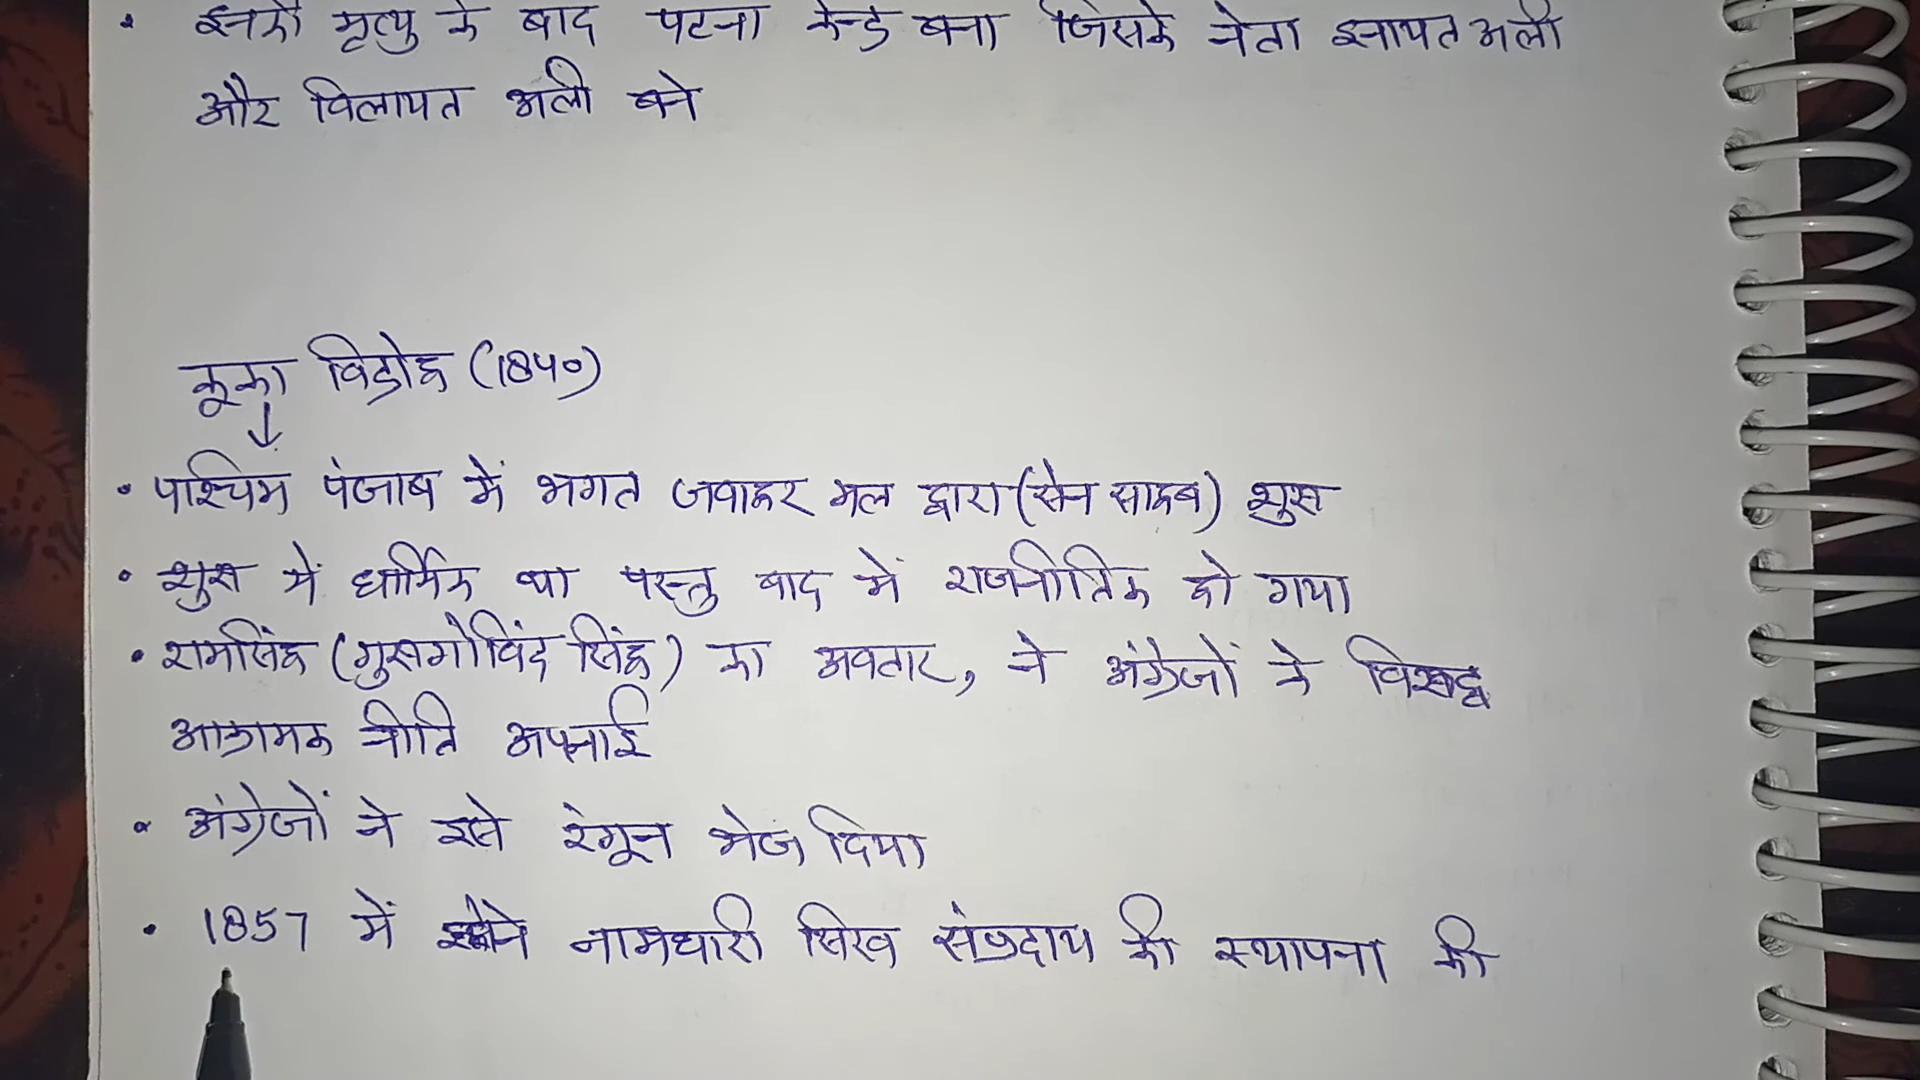 • इनकी मृत्यु के बाद पटना केन्द्र बना जिसके नेता इनायत अली
और विलायत अली बने
कूका विद्रोह (1840)
↓
• पश्चिम पंजाब में भगत जवाहर मल द्वारा (सेन साहब) शुरू
• शुरू में धार्मिक था परन्तु बाद में राजनीतिक हो गया
• रामसिंह (गुरूगोविंद सिंह) का अवतार, ने अंग्रेजों के विरूद्ध
आक्रामक नीति अपनाई
• अंग्रेजों ने इसे रंगून भेज दिया
• 1857 में इन्होंने नामधारी सिख संप्रदाय की स्थापना की